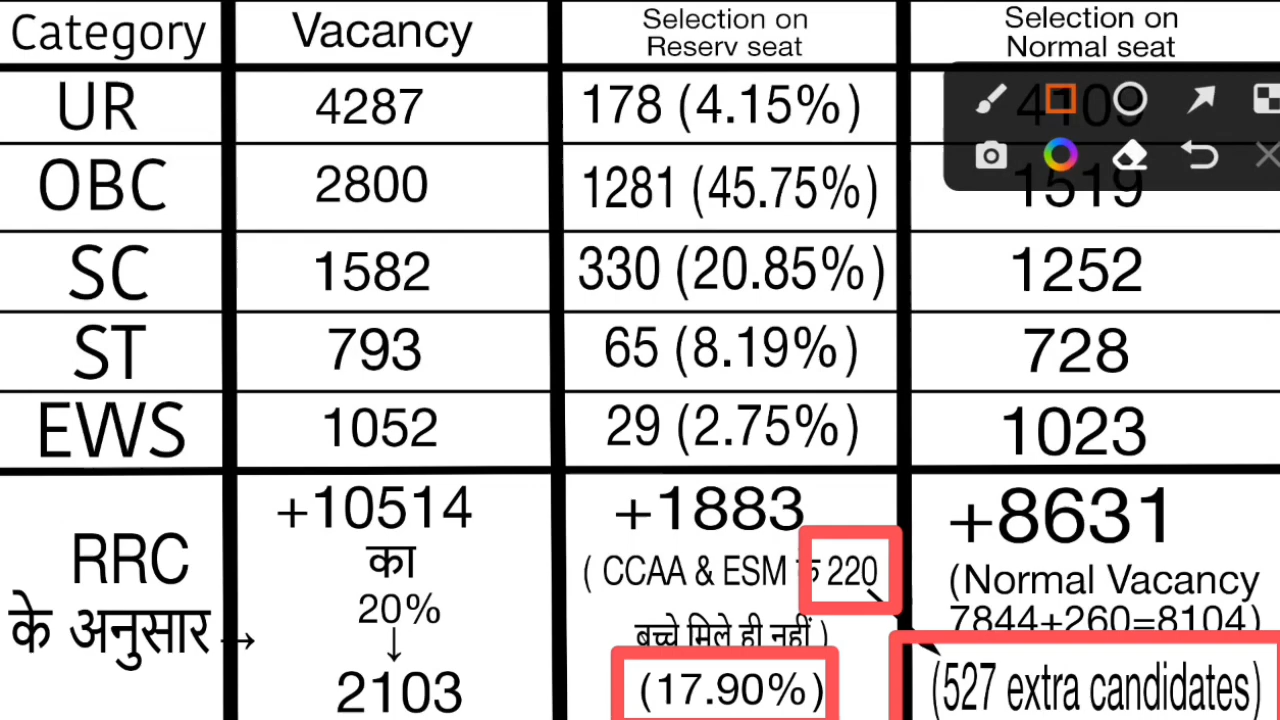 Category Vacancy Selection on Reserv seat Selection on Normal seat
UR 4287 178 (4.15%) 4109
OBC 2800 1281 (45.75%) 1519
SC 1582 330 (20.85%) 1252
ST 793 65 (8.19%) 728
EWS 1052 29 (2.75%) 1023
RRC
के अनुसार →
+10514
का
20%
↓
2103
+1883
( CCAA & ESM के 220
बच्चे मिले ही नहीं )
(17.90%)
+8631
(Normal Vacancy
7844+260=8104)
(527 extra candidates)